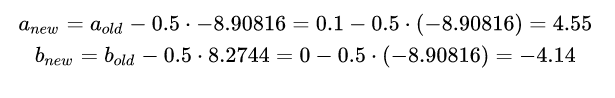 a_new = a_old − 0.5 · −8.90816 = 0.1 − 0.5 · (−8.90816) = 4.55
b_new = b_old − 0.5 · 8.2744 = 0 − 0.5 · (−8.90816) = −4.14